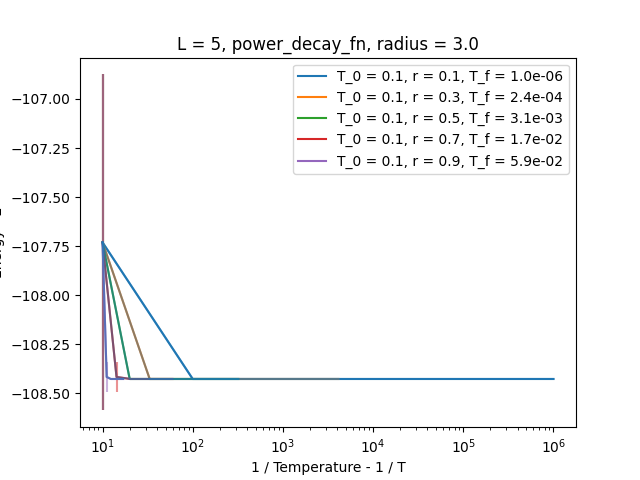 L = 5, power_decay_fn, radius = 3.0
T_0 = 0.1, r = 0.1, T_f = 1.0e-06
T_0 = 0.1, r = 0.3, T_f = 2.4e-04
T_0 = 0.1, r = 0.5, T_f = 3.1e-03
T_0 = 0.1, r = 0.7, T_f = 1.7e-02
T_0 = 0.1, r = 0.9, T_f = 5.9e-02
−107.00
−107.25
−107.50
−107.75
−108.00
−108.25
−108.50
10¹ 10² 10³ 10⁴ 10⁵ 10⁶
1 / Temperature - 1 / T